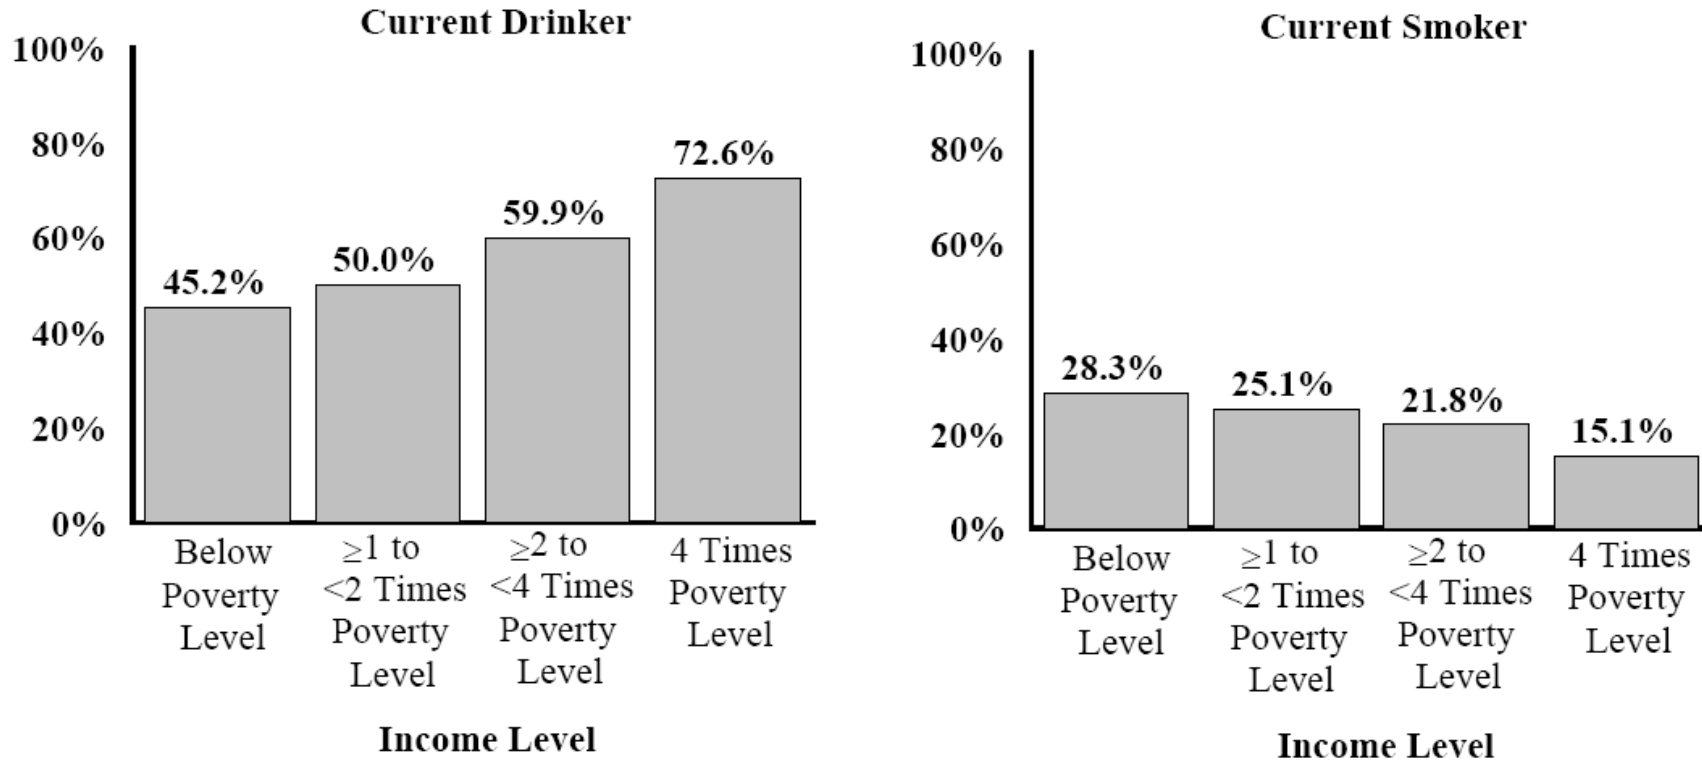 Current Drinker
100%
80%
60%
40%
20%
0%
45.2%
50.0%
59.9%
72.6%
Below
Poverty
Level
≥1 to
<2 Times
Poverty
Level
≥2 to
<4 Times
Poverty
Level
4 Times
Poverty
Level
Income Level
Current Smoker
100%
80%
60%
40%
20%
0%
28.3%
25.1%
21.8%
15.1%
Below
Poverty
Level
≥1 to
<2 Times
Poverty
Level
≥2 to
<4 Times
Poverty
Level
4 Times
Poverty
Level
Income Level